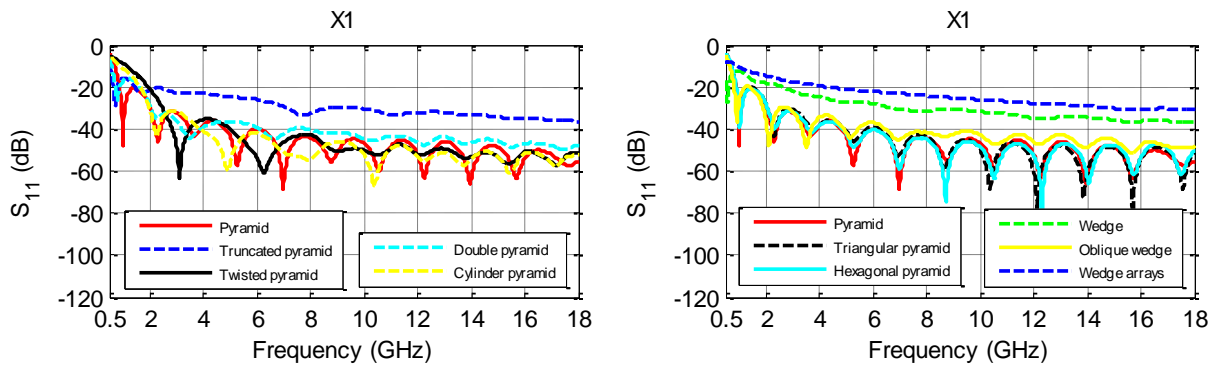 X1
0
-20
-40
-60
-80
-100
-120
S11 (dB)
Pyramid
Truncated pyramid
Twisted pyramid
Double pyramid
Cylinder pyramid
0.5 2 4 6 8 10 12 14 16 18
Frequency (GHz)
X1
0
-20
-40
-60
-80
-100
-120
S11 (dB)
Pyramid
Triangular pyramid
Hexagonal pyramid
Wedge
Oblique wedge
Wedge arrays
0.5 2 4 6 8 10 12 14 16 18
Frequency (GHz)